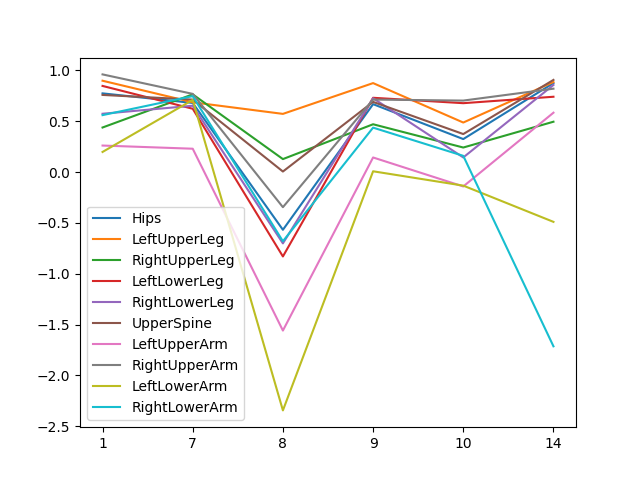 1.0
0.5
0.0
−0.5
−1.0
−1.5
−2.0
−2.5
Hips
LeftUpperLeg
RightUpperLeg
LeftLowerLeg
RightLowerLeg
UpperSpine
LeftUpperArm
RightUpperArm
LeftLowerArm
RightLowerArm
1 7 8 9 10 14